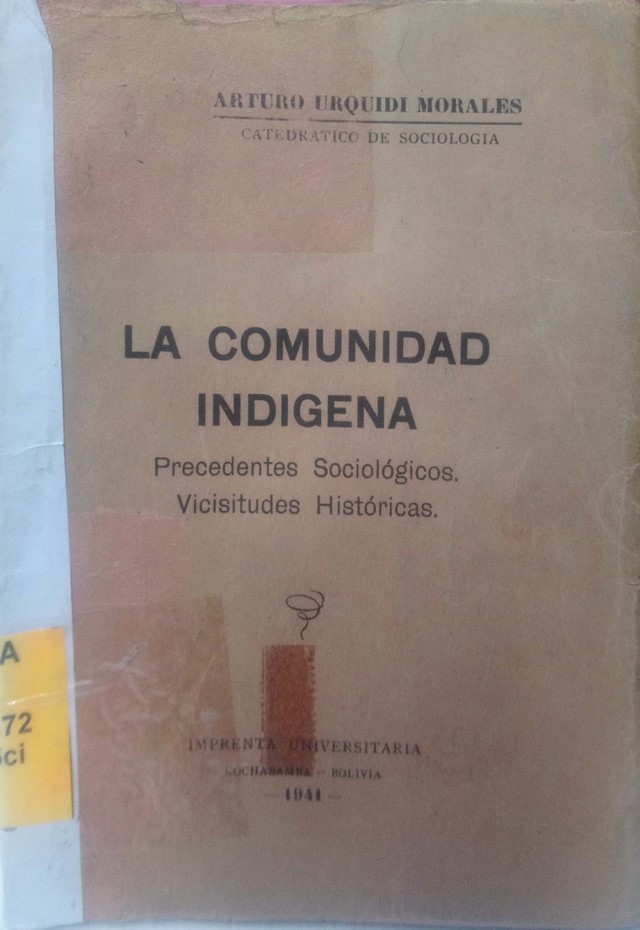 ARTURO URQUIDI MORALES
CATEDRATICO DE SOCIOLOGIA
LA COMUNIDAD
INDIGENA
Precedentes Sociológicos.
Vicisitudes Históricas.
A
72
IMPRENTA UNIVERSITARIA
COCHABAMBA — BOLIVIA
— 1941 —